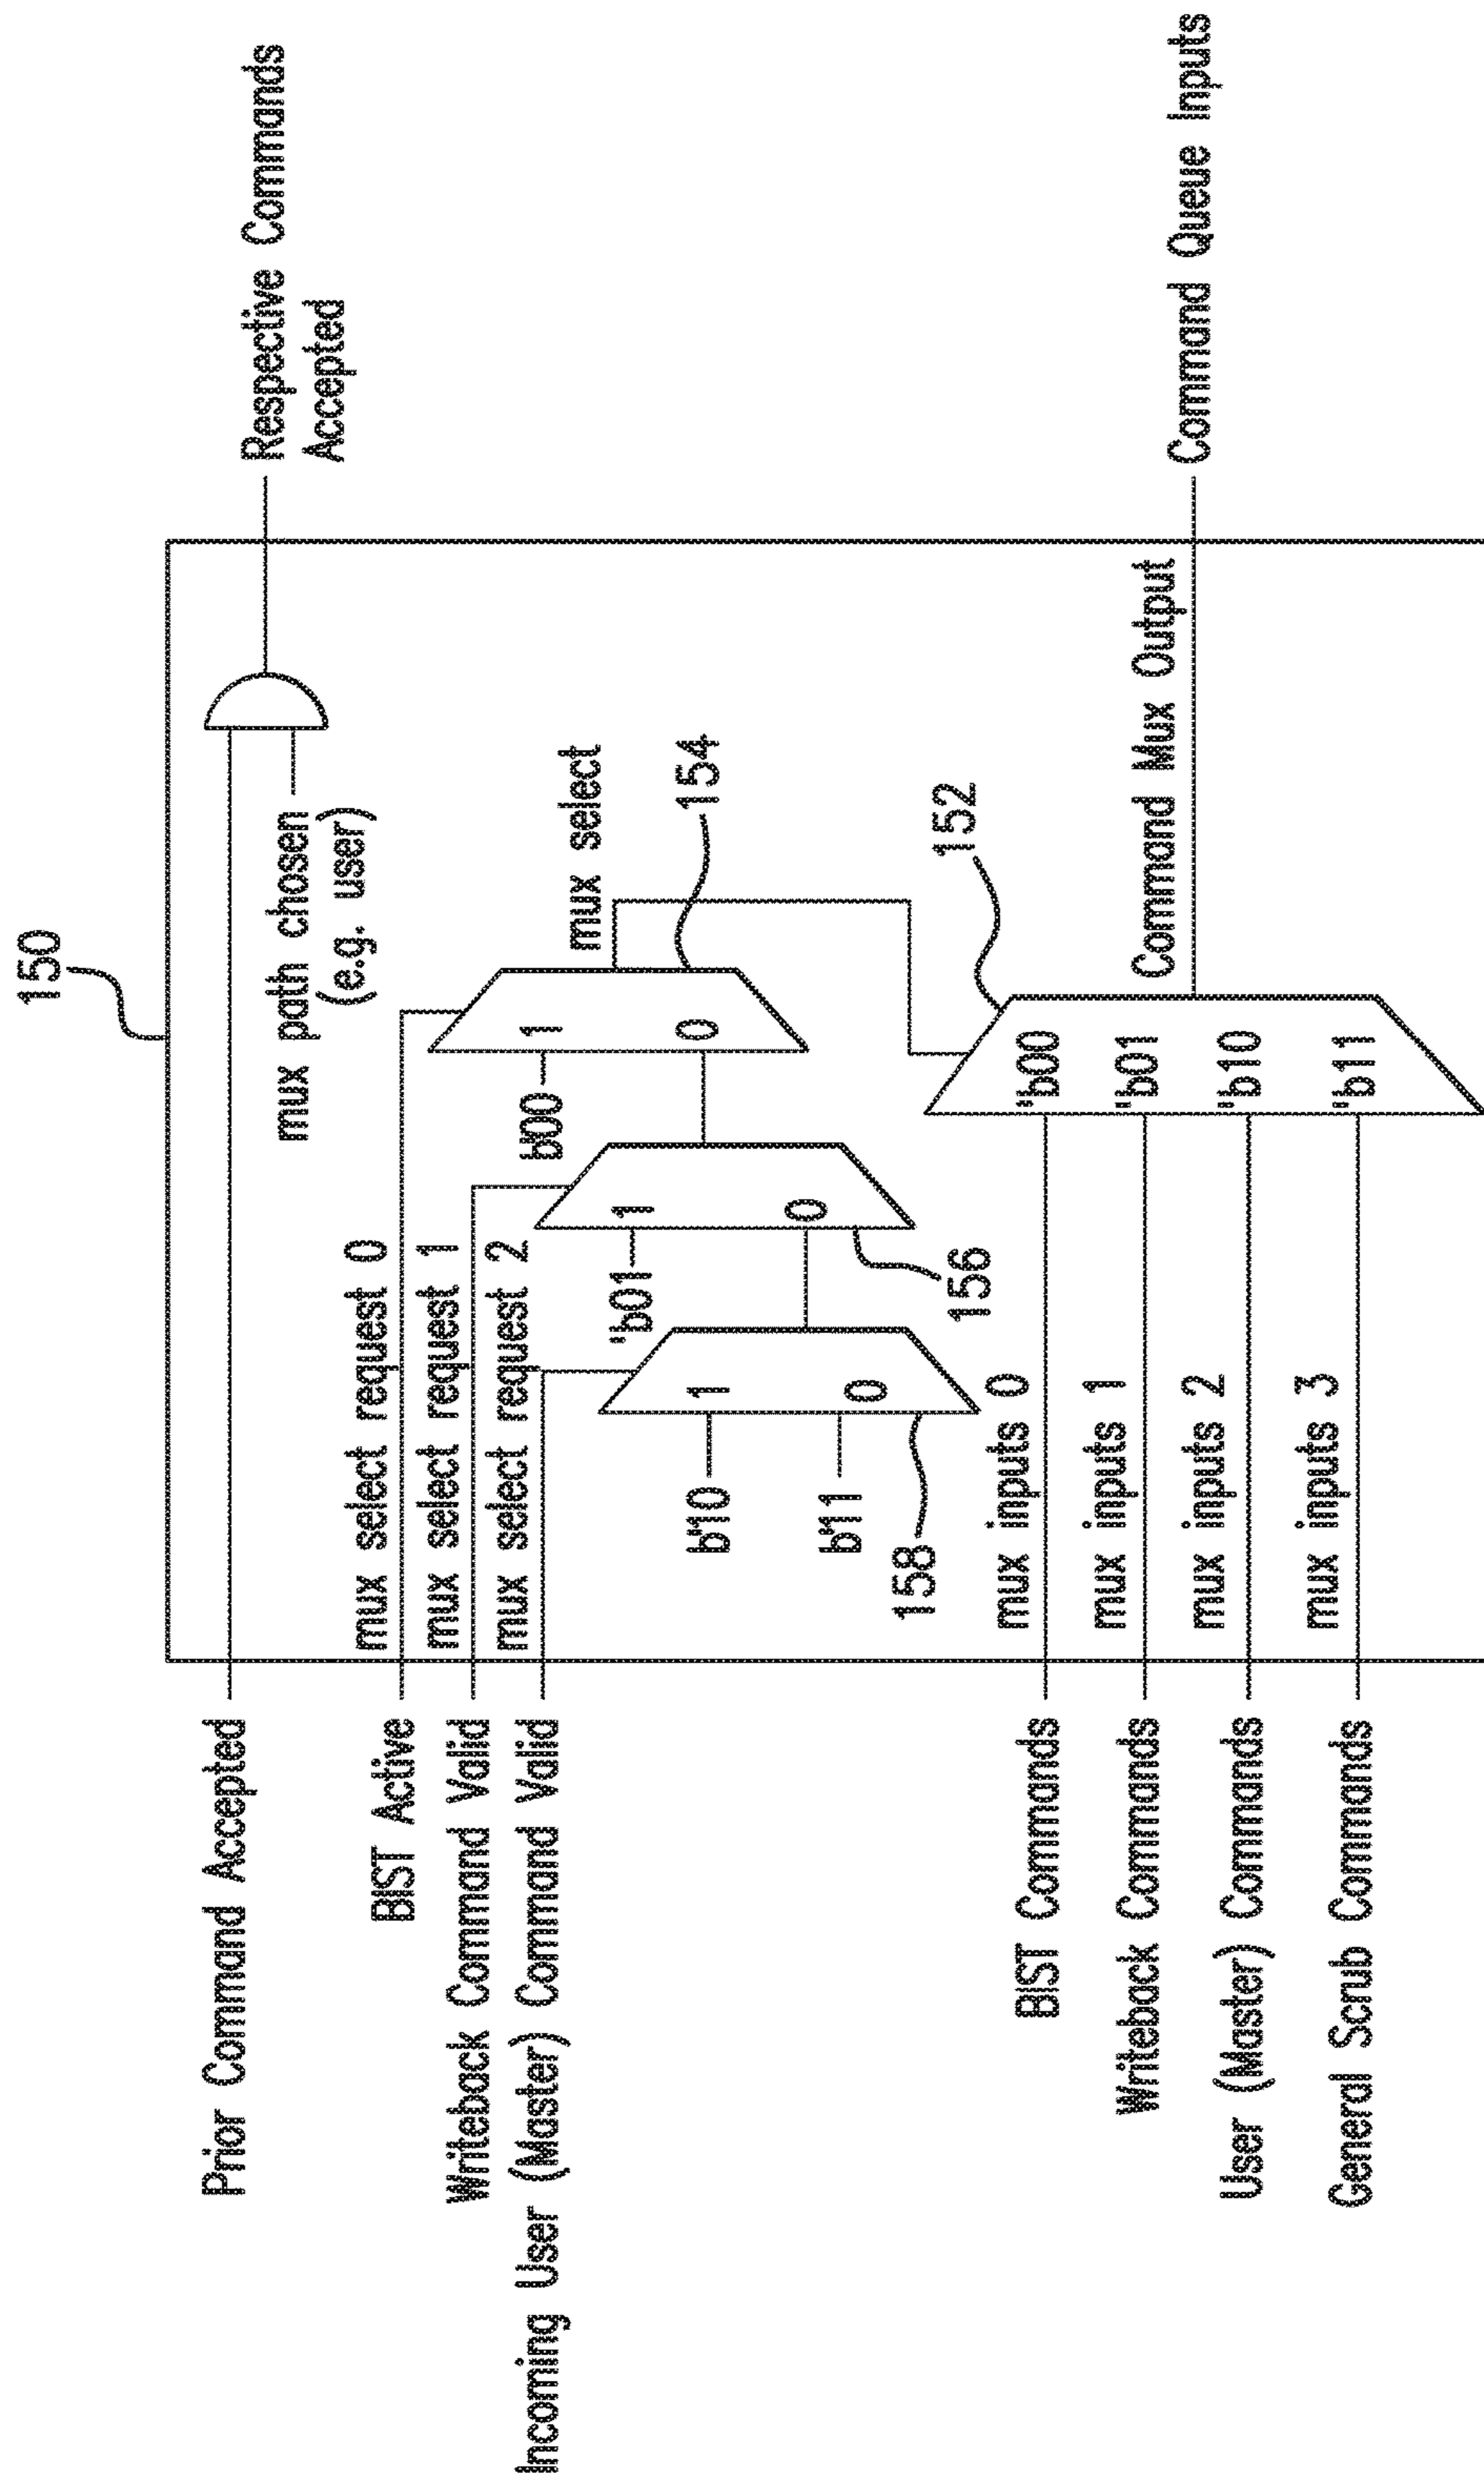 150
Prior Command Accepted
Respective Commands
Accepted
mux path chosen
(e.g. user)
BIST Active
mux select request 0
Writeback Command Valid
mux select request 1
Incoming User (Master) Command Valid
mux select request 2
mux select
154
1
0
'b00
1
0
"b01
156
1
0
b'10
b'11
158
152
BIST Commands
mux inputs 0
"b00
Writeback Commands
mux inputs 1
"b01
User (Master) Commands
mux inputs 2
"b10
General Scrub Commands
mux inputs 3
"b11
Command Mux Output
Command Queue Inputs